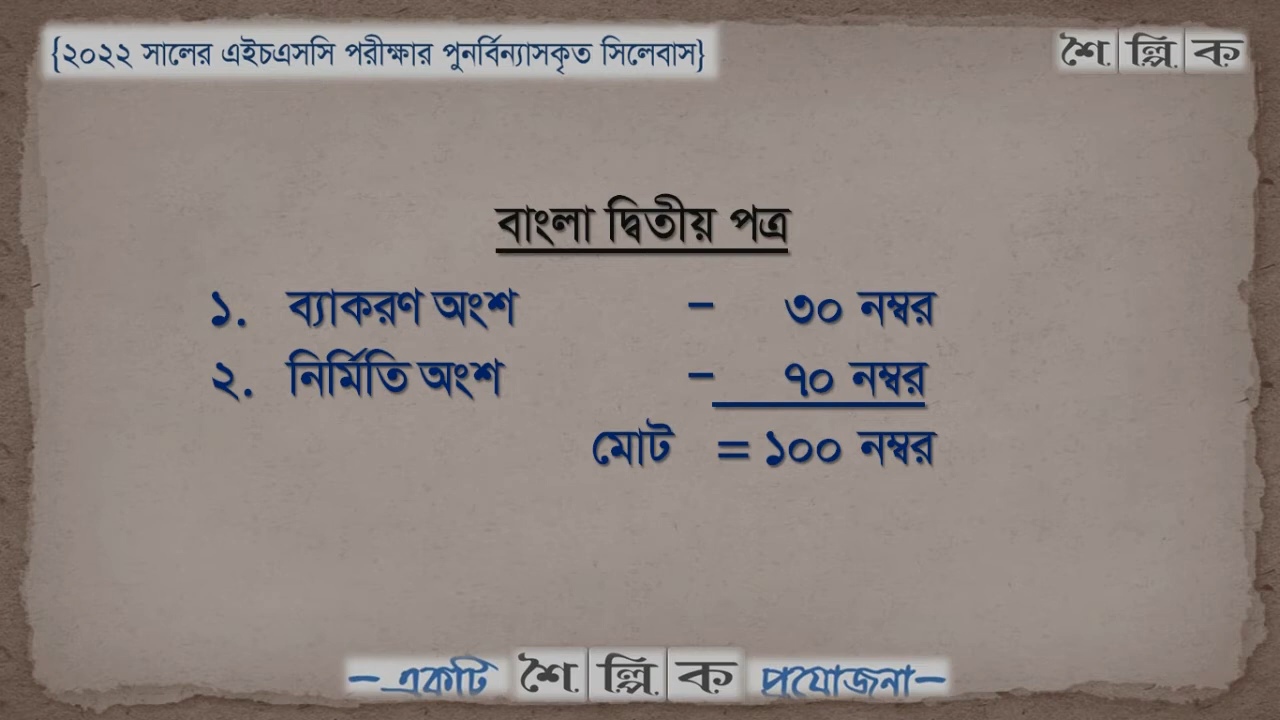 {২০২২ সালের এইচএসসি পরীক্ষার পুনর্বিন্যাসকৃত সিলেবাস} শৈল্পিক
বাংলা দ্বিতীয় পত্র
১. ব্যাকরণ অংশ – ৩০ নম্বর
২. নির্মিতি অংশ – ৭০ নম্বর
মোট = ১০০ নম্বর
–একটি শৈল্পিক প্রযোজনা–